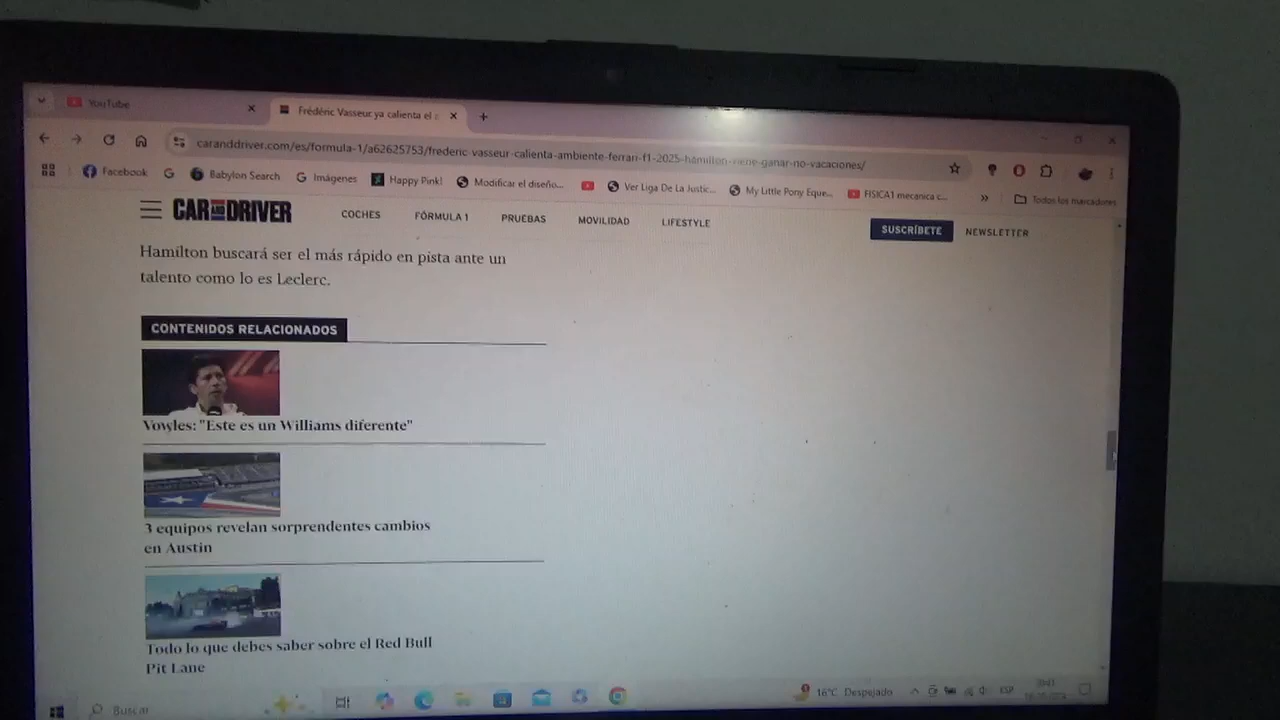 YouTube
Frédéric Vasseur ya calienta el
caranddriver.com/es/formula-1/a62625753/frederic-vasseur-calienta-ambiente-ferrari-f1-2025-hamilton-viene-ganar-no-vacaciones/
Facebook
Babylon Search
Imágenes
Happy Pink!
Modificar el diseño...
Ver Liga De La Justic...
My Little Pony Eque...
FISICA1 mecanica c...
»
Todos los marcadores
CAR AND DRIVER
COCHES
FÓRMULA 1
PRUEBAS
MOVILIDAD
LIFESTYLE
SUSCRÍBETE
NEWSLETTER
Hamilton buscará ser el más rápido en pista ante un
talento como lo es Leclerc.
CONTENIDOS RELACIONADOS
Vowles: "Este es un Williams diferente"
3 equipos revelan sorprendentes cambios
en Austin
Todo lo que debes saber sobre el Red Bull
Pit Lane
Buscar
16°C Despejado
ESP